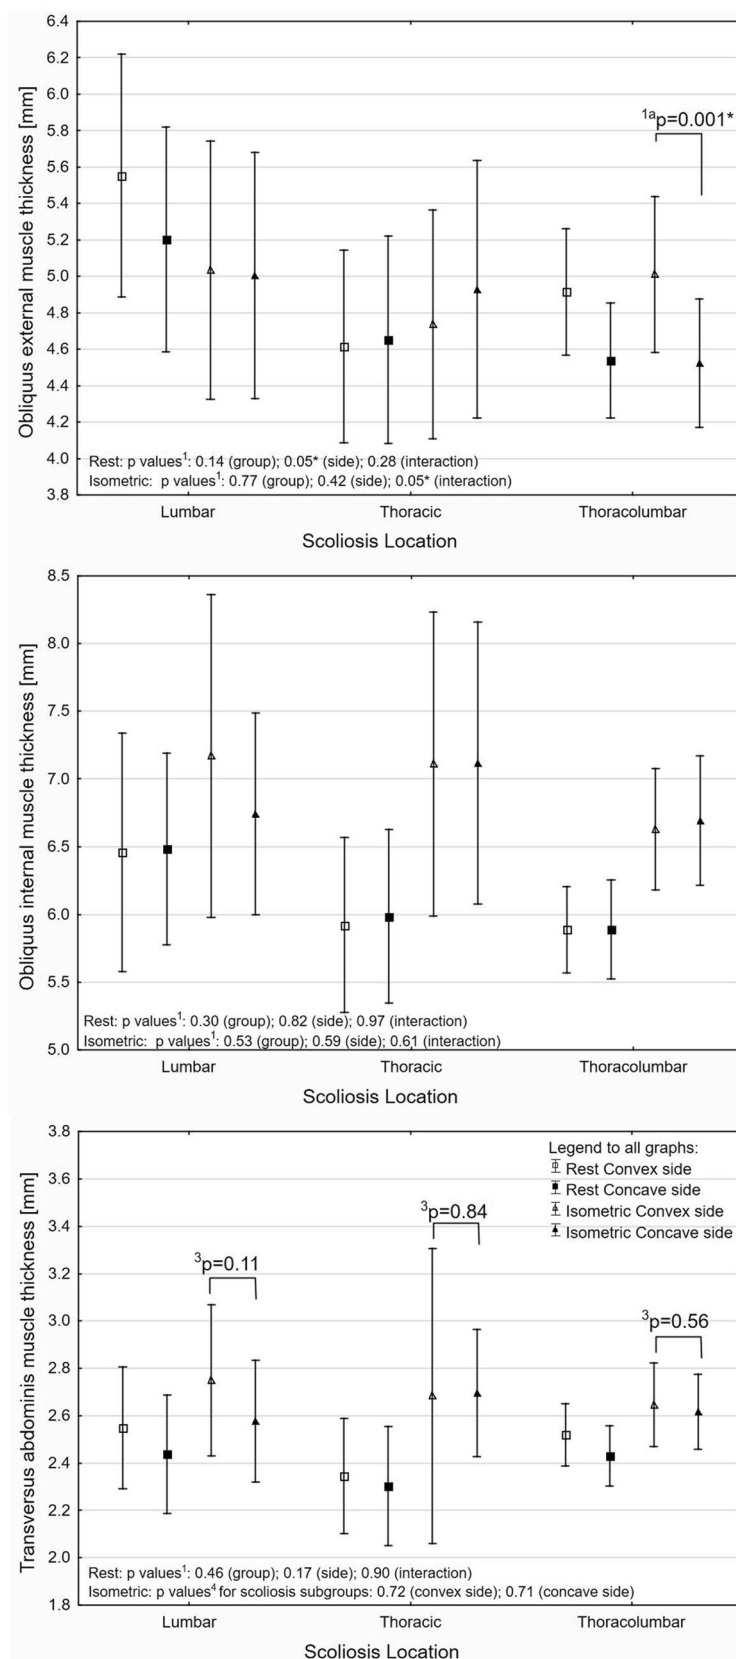 Obliquus external muscle thickness [mm]
6.4
6.2
6.0
5.8
5.6
5.4
5.2
5.0
4.8
4.6
4.4
4.2
4.0
3.8
1ap=0.001*
Rest: p values1: 0.14 (group); 0.05* (side); 0.28 (interaction)
Isometric: p values1: 0.77 (group); 0.42 (side); 0.05* (interaction)
Lumbar Thoracic Thoracolumbar
Scoliosis Location
Obliquus internal muscle thickness [mm]
8.5
8.0
7.5
7.0
6.5
6.0
5.5
5.0
Rest: p values1: 0.30 (group); 0.82 (side); 0.97 (interaction)
Isometric: p values1: 0.53 (group); 0.59 (side); 0.61 (interaction)
Lumbar Thoracic Thoracolumbar
Scoliosis Location
Transversus abdominis muscle thickness [mm]
3.8
3.6
3.4
3.2
3.0
2.8
2.6
2.4
2.2
2.0
1.8
Legend to all graphs:
Rest Convex side
Rest Concave side
Isometric Convex side
Isometric Concave side
3p=0.11
3p=0.84
3p=0.56
Rest: p values1: 0.46 (group); 0.17 (side); 0.90 (interaction)
Isometric: p values4 for scoliosis subgroups: 0.72 (convex side); 0.71 (concave side)
Lumbar Thoracic Thoracolumbar
Scoliosis Location